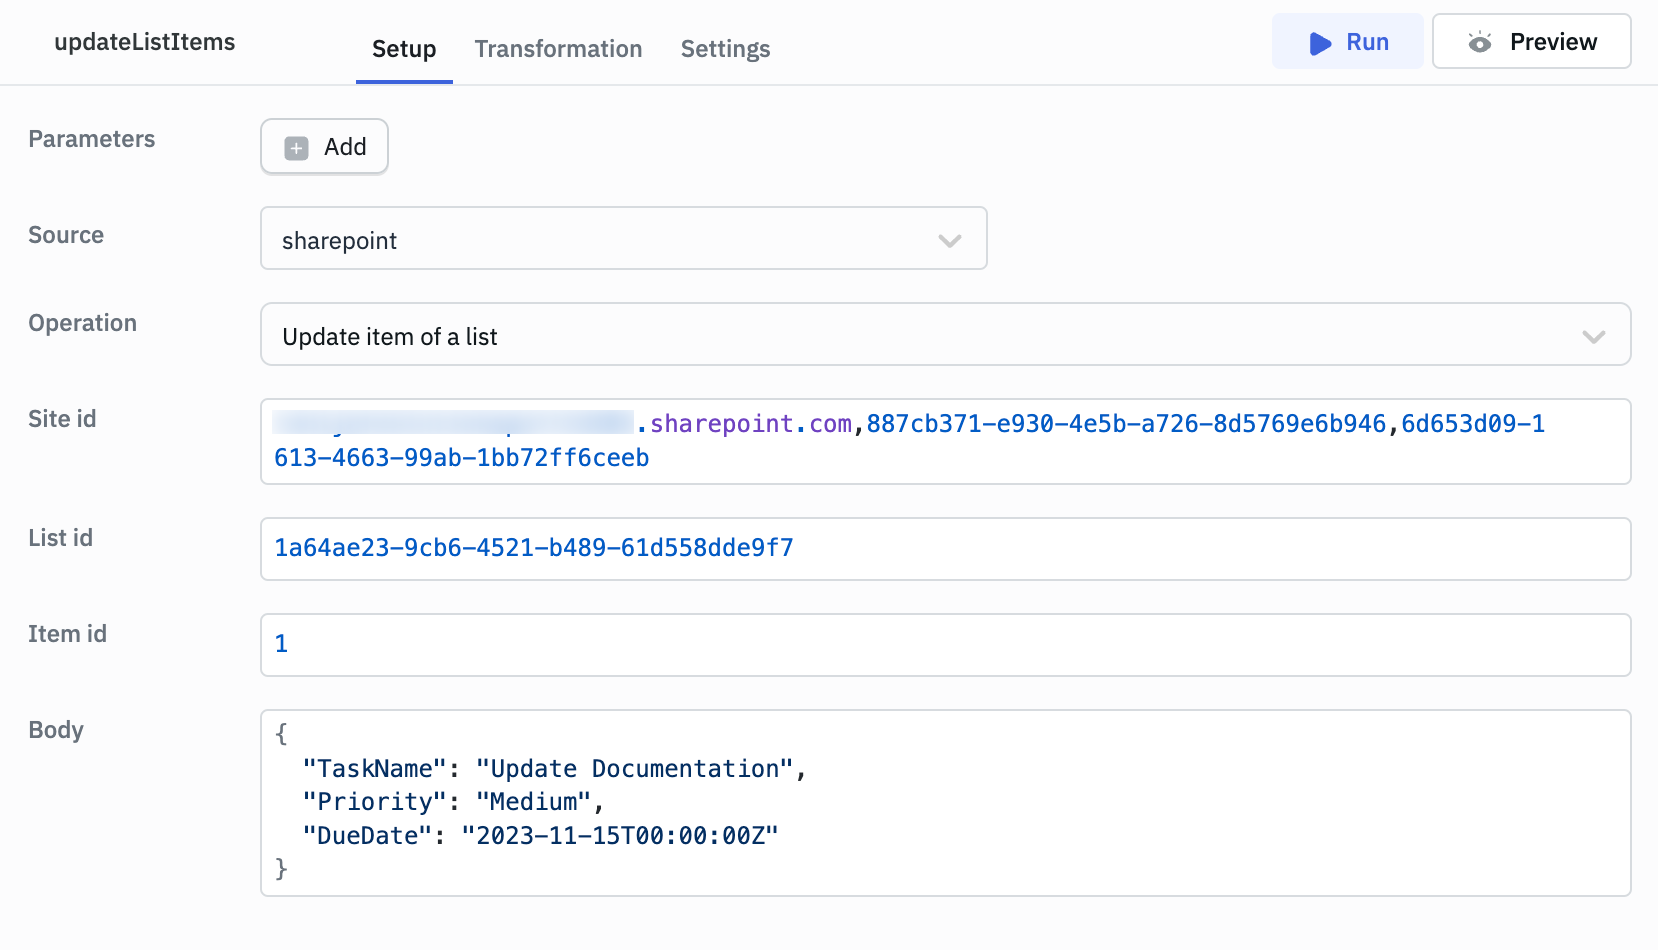 updateListItems
Setup
Transformation
Settings
Run
Preview
Parameters
Add
Source
sharepoint
Operation
Update item of a list
Site id
.sharepoint.com,887cb371-e930-4e5b-a726-8d5769e6b946,6d653d09-1
613-4663-99ab-1bb72ff6ceeb
List id
1a64ae23-9cb6-4521-b489-61d558dde9f7
Item id
1
Body
{
"TaskName": "Update Documentation",
"Priority": "Medium",
"DueDate": "2023-11-15T00:00:00Z"
}